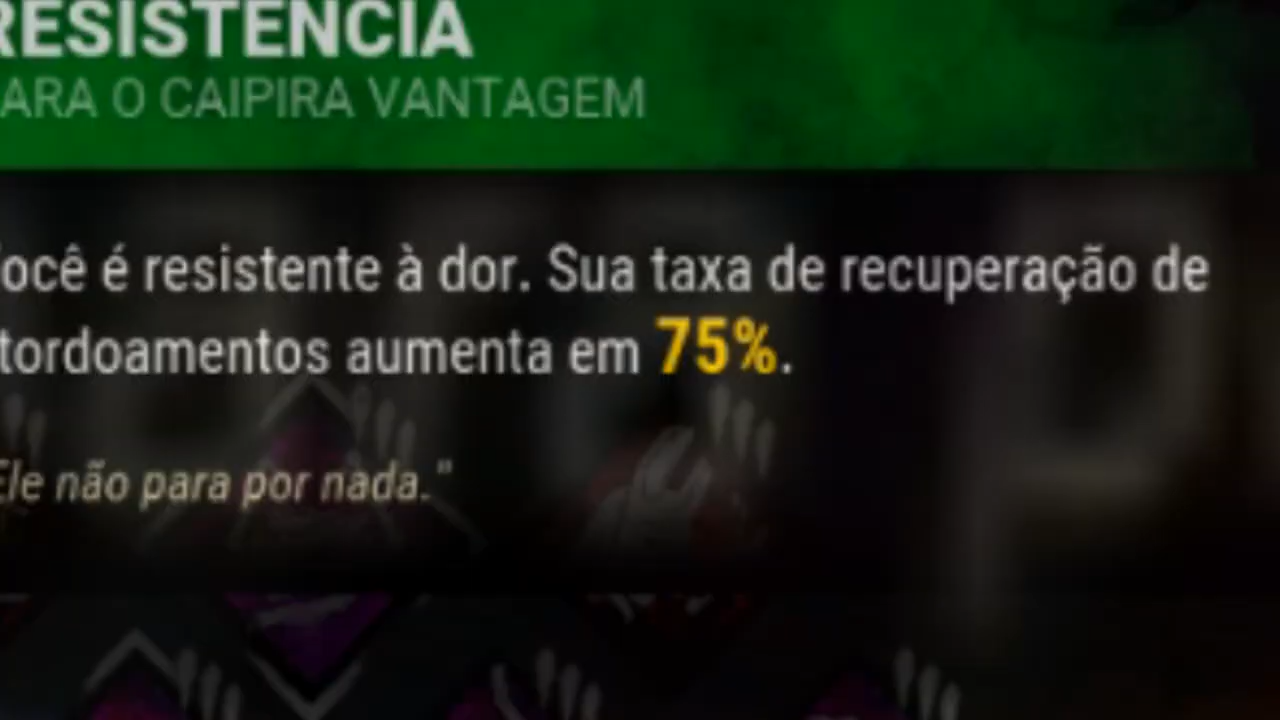 RESISTÊNCIA
ARA O CAIPIRA VANTAGEM
ocê é resistente à dor. Sua taxa de recuperação de
tordoamentos aumenta em 75%.
Ele não para por nada."